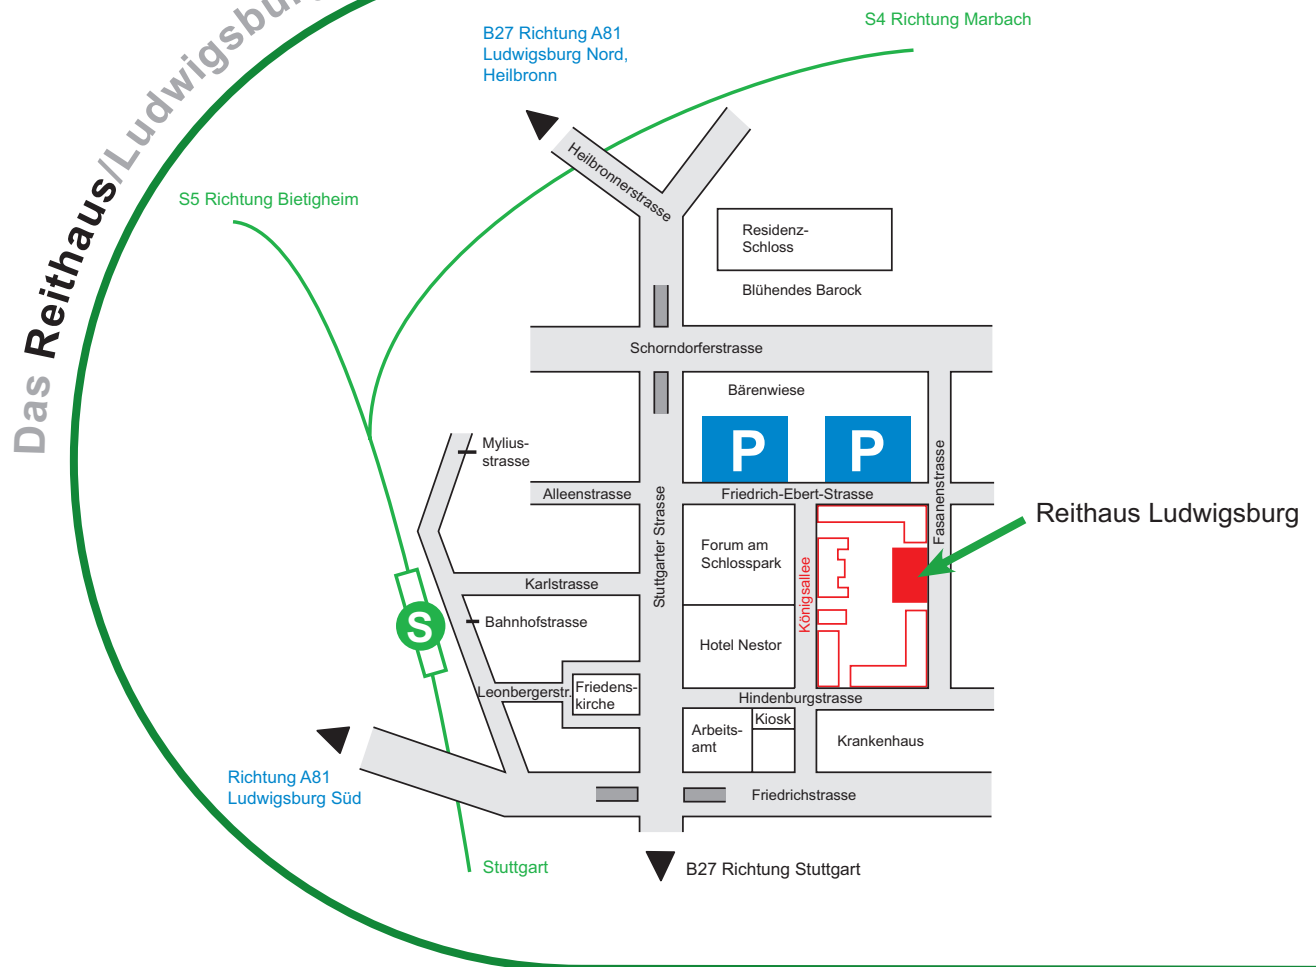 Das Reithaus/Ludwigsburg
S4 Richtung Marbach
B27 Richtung A81
Ludwigsburg Nord,
Heilbronn
S5 Richtung Bietigheim
Heilbronnerstrasse
Residenz-
Schloss
Blühendes Barock
Schorndorferstrasse
Bärenwiese
P
P
Mylius-
strasse
Alleenstrasse
Friedrich-Ebert-Strasse
Stuttgarter Strasse
Fasanenstrasse
Reithaus Ludwigsburg
Forum am
Schlosspark
Königsallee
Karlstrasse
S
Bahnhofstrasse
Hotel Nestor
Leonbergerstr.
Friedens-
kirche
Hindenburgstrasse
Arbeits-
amt
Kiosk
Krankenhaus
Richtung A81
Ludwigsburg Süd
Friedrichstrasse
Stuttgart
B27 Richtung Stuttgart